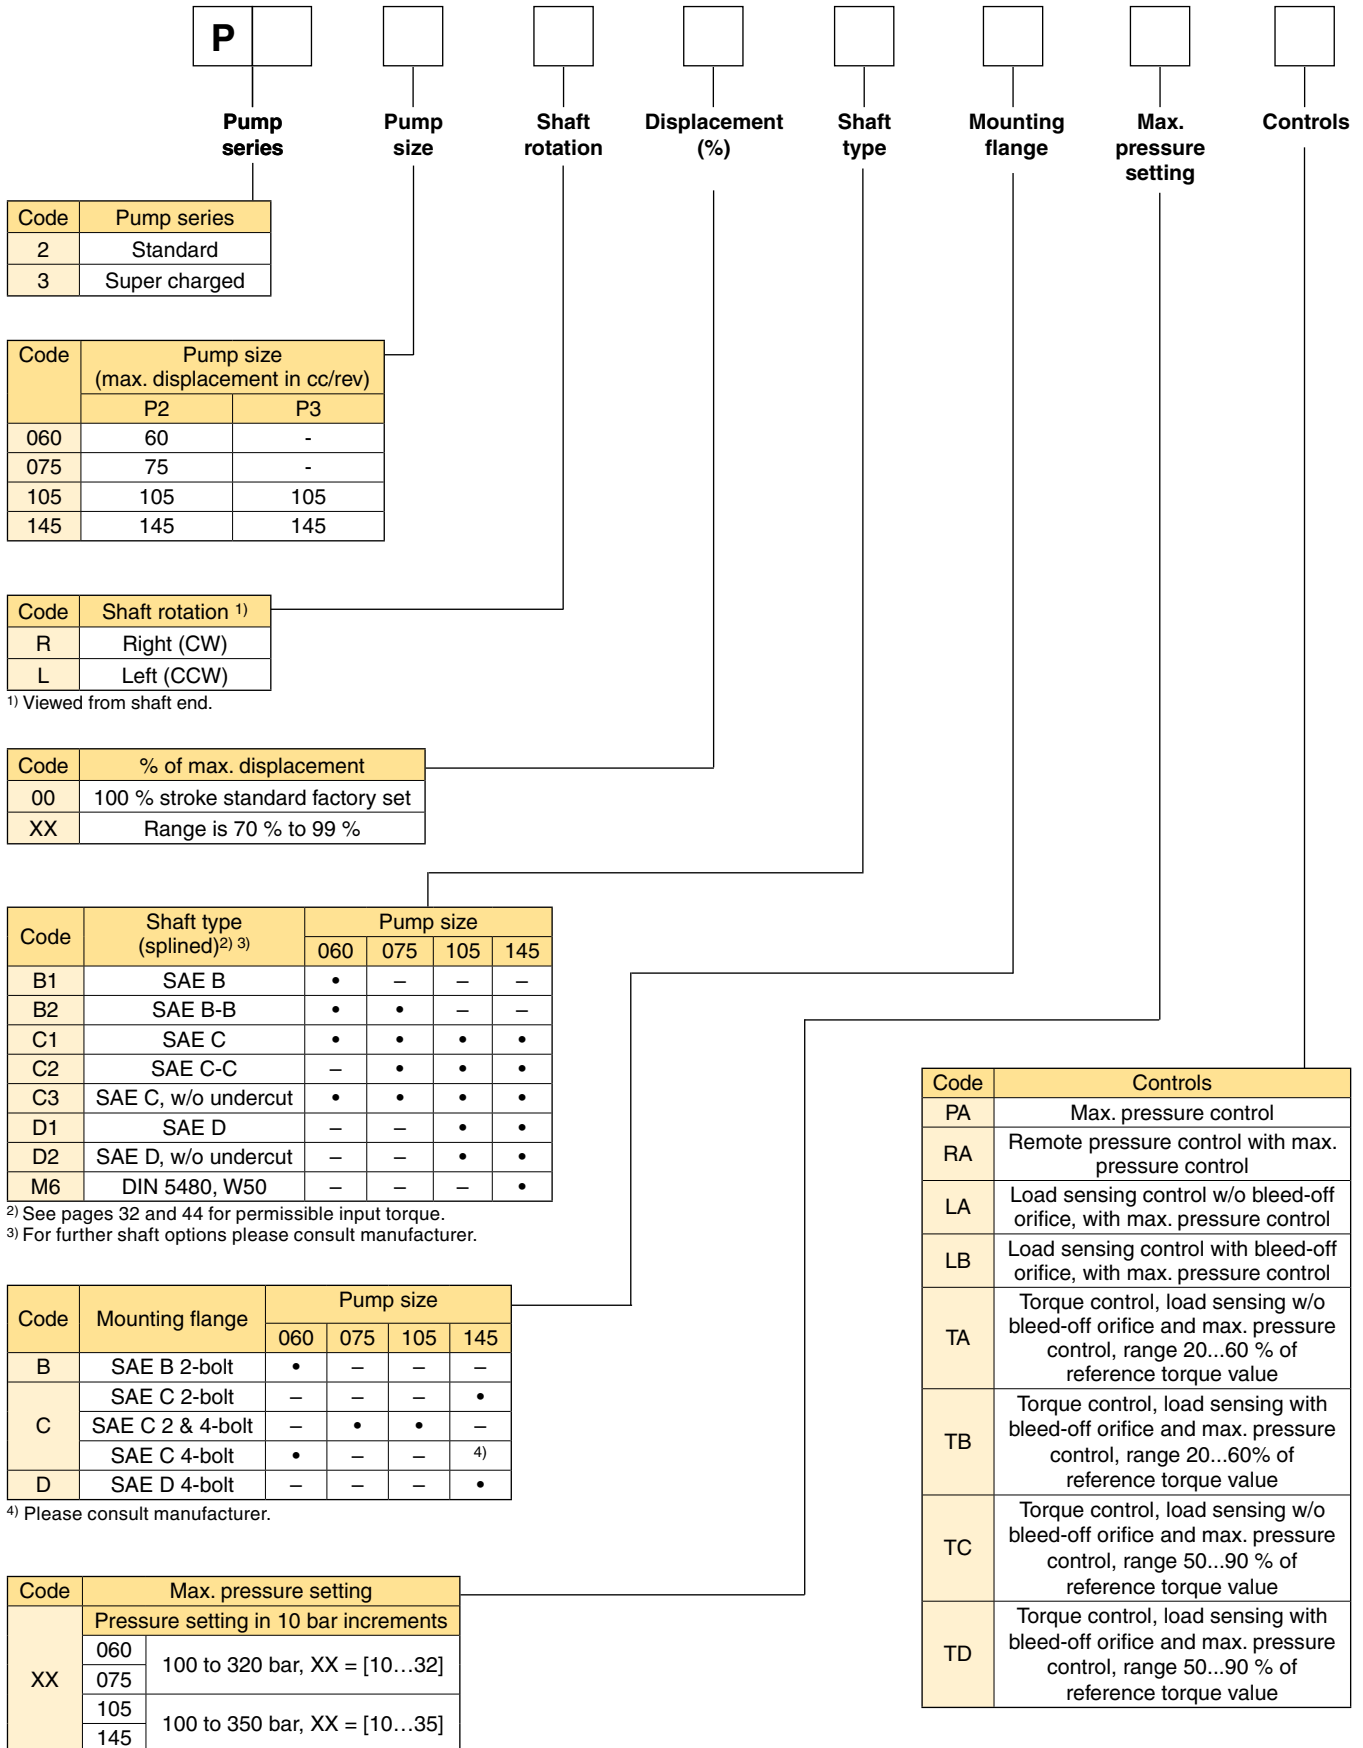 P
Pump series
Pump size
Shaft rotation
Displacement (%)
Shaft type
Mounting flange
Max. pressure setting
Controls
Code Pump series
2 Standard
3 Super charged
Code Pump size
(max. displacement in cc/rev)
P2 P3
060 60 -
075 75 -
105 105 105
145 145 145
Code Shaft rotation 1)
R Right (CW)
L Left (CCW)
1) Viewed from shaft end.
Code % of max. displacement
00 100 % stroke standard factory set
XX Range is 70 % to 99 %
Code Shaft type (splined)2) 3) Pump size
060 075 105 145
B1 SAE B • – – –
B2 SAE B-B • • – –
C1 SAE C • • • •
C2 SAE C-C – • • •
C3 SAE C, w/o undercut • • • •
D1 SAE D – – • •
D2 SAE D, w/o undercut – – • •
M6 DIN 5480, W50 – – – •
2) See pages 32 and 44 for permissible input torque.
3) For further shaft options please consult manufacturer.
Code Mounting flange Pump size
060 075 105 145
B SAE B 2-bolt • – – –
C SAE C 2-bolt – – – •
SAE C 2 & 4-bolt – • • –
SAE C 4-bolt • – – 4)
D SAE D 4-bolt – – – •
4) Please consult manufacturer.
Code Max. pressure setting
Pressure setting in 10 bar increments
XX
060
075
100 to 320 bar, XX = [10…32]
105
145
100 to 350 bar, XX = [10…35]
Code Controls
PA Max. pressure control
RA Remote pressure control with max.
pressure control
LA Load sensing control w/o bleed-off
orifice, with max. pressure control
LB Load sensing control with bleed-off
orifice, with max. pressure control
TA Torque control, load sensing w/o
bleed-off orifice and max. pressure
control, range 20...60 % of
reference torque value
TB Torque control, load sensing with
bleed-off orifice and max. pressure
control, range 20...60% of
reference torque value
TC Torque control, load sensing w/o
bleed-off orifice and max. pressure
control, range 50...90 % of
reference torque value
TD Torque control, load sensing with
bleed-off orifice and max. pressure
control, range 50...90 % of
reference torque value